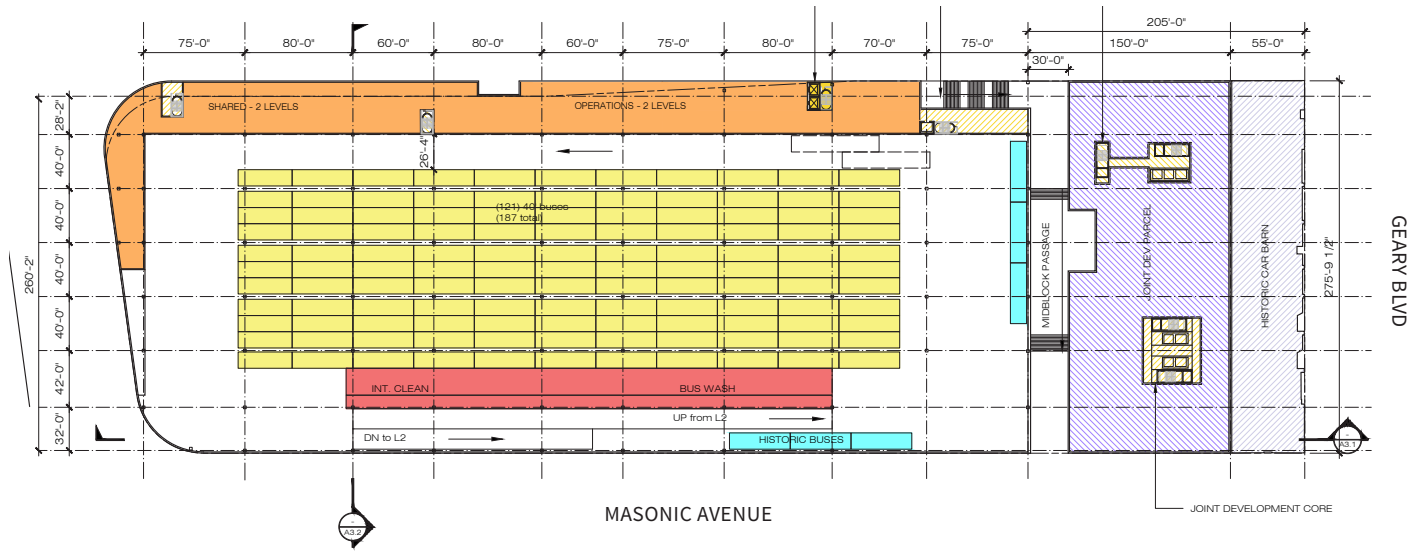 205'-0"
75'-0"
80'-0"
60'-0"
80'-0"
60'-0"
75'-0"
80'-0"
70'-0"
75'-0"
150'-0"
55'-0"
30'-0"
SHARED - 2 LEVELS
OPERATIONS - 2 LEVELS
28'-2"
40'-0"
40'-0"
40'-0"
40'-0"
42'-0"
32'-0"
260'-2"
26'-4"
(121) 40' buses
(187 total)
INT. CLEAN
BUS WASH
UP from L2
DN to L2
HISTORIC BUSES
MIDBLOCK PASSAGE
JOINT DEV PARCEL
HISTORIC CAR BARN
275'-9 1/2"
GEARY BLVD
-
A3.1
-
A3.2
MASONIC AVENUE
JOINT DEVELOPMENT CORE